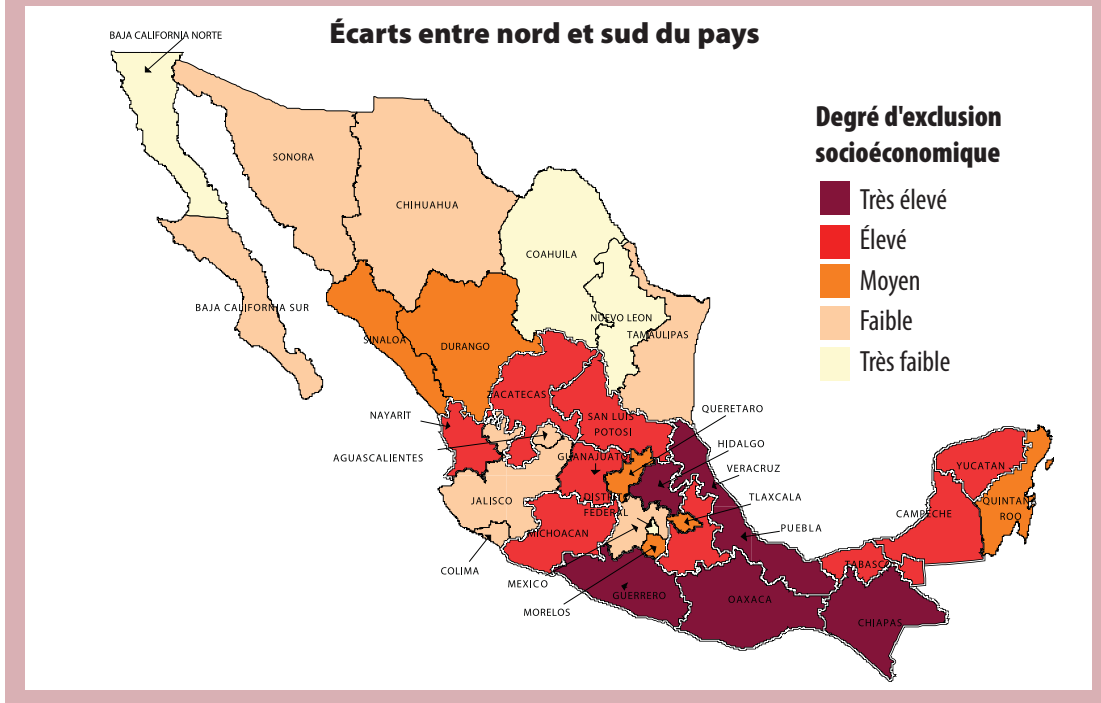 Écarts entre nord et sud du pays
BAJA CALIFORNIA NORTE
SONORA
CHIHUAHUA
COAHUILA
BAJA CALIFORNIA SUR
NUEVO LEON
TAMAULIPAS
SINALOA
DURANGO
ZACATECAS
NAYARIT
SAN LUIS
POTOSI
QUERETARO
AGUASCALIENTES
GUANAJUATO
HIDALGO
VERACRUZ
JALISCO
DISTRITO
FEDERAL
TLAXCALA
MICHOACAN
PUEBLA
COLIMA
MEXICO
MORELOS
GUERRERO
OAXACA
CHIAPAS
TABASCO
CAMPECHE
YUCATAN
QUINTANA
ROO
Degré d'exclusion
socioéconomique
Très élevé
Élevé
Moyen
Faible
Très faible